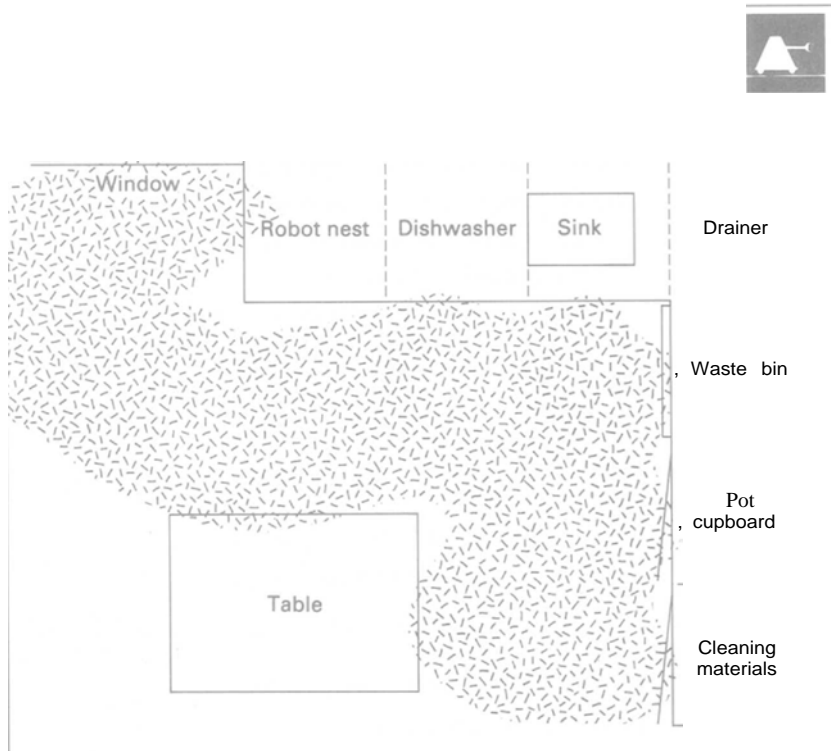 Window
Robot nest
Dishwasher
Sink
Drainer
, Waste bin
Pot
, cupboard
Table
Cleaning
materials